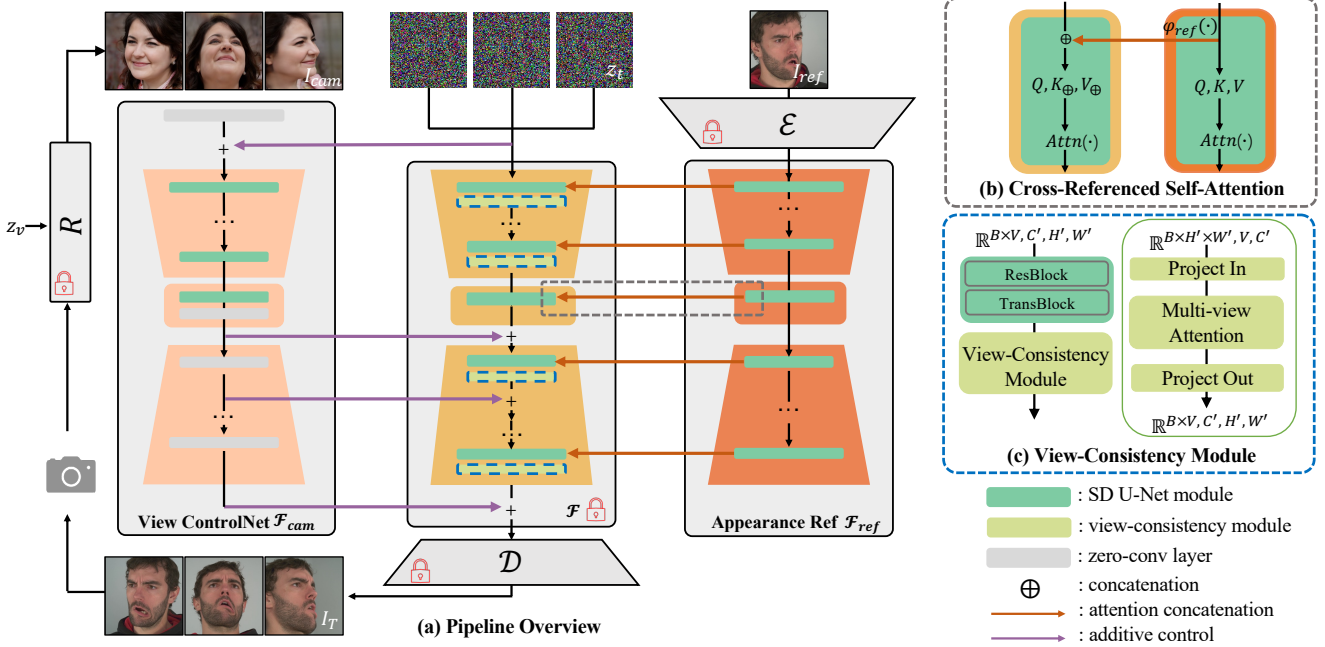 I_cam
z_t
I_ref
ℰ
R
z_v
+
...
...
+
+
...
...
+
...
...
View ControlNet ℱ_cam
ℱ
Appearance Ref ℱ_ref
𝒟
I_T
(a) Pipeline Overview
⊕
φ_ref(·)
Q, K_⊕, V_⊕
Q, K, V
Attn(·)
Attn(·)
(b) Cross-Referenced Self-Attention
ℝ^{B×V, C′, H′, W′}
ResBlock
TransBlock
View-Consistency
Module
ℝ^{B×H′×W′, V, C′}
Project In
Multi-view
Attention
Project Out
ℝ^{B×V, C′, H′, W′}
(c) View-Consistency Module
: SD U-Net module
: view-consistency module
: zero-conv layer
⊕ : concatenation
: attention concatenation
: additive control